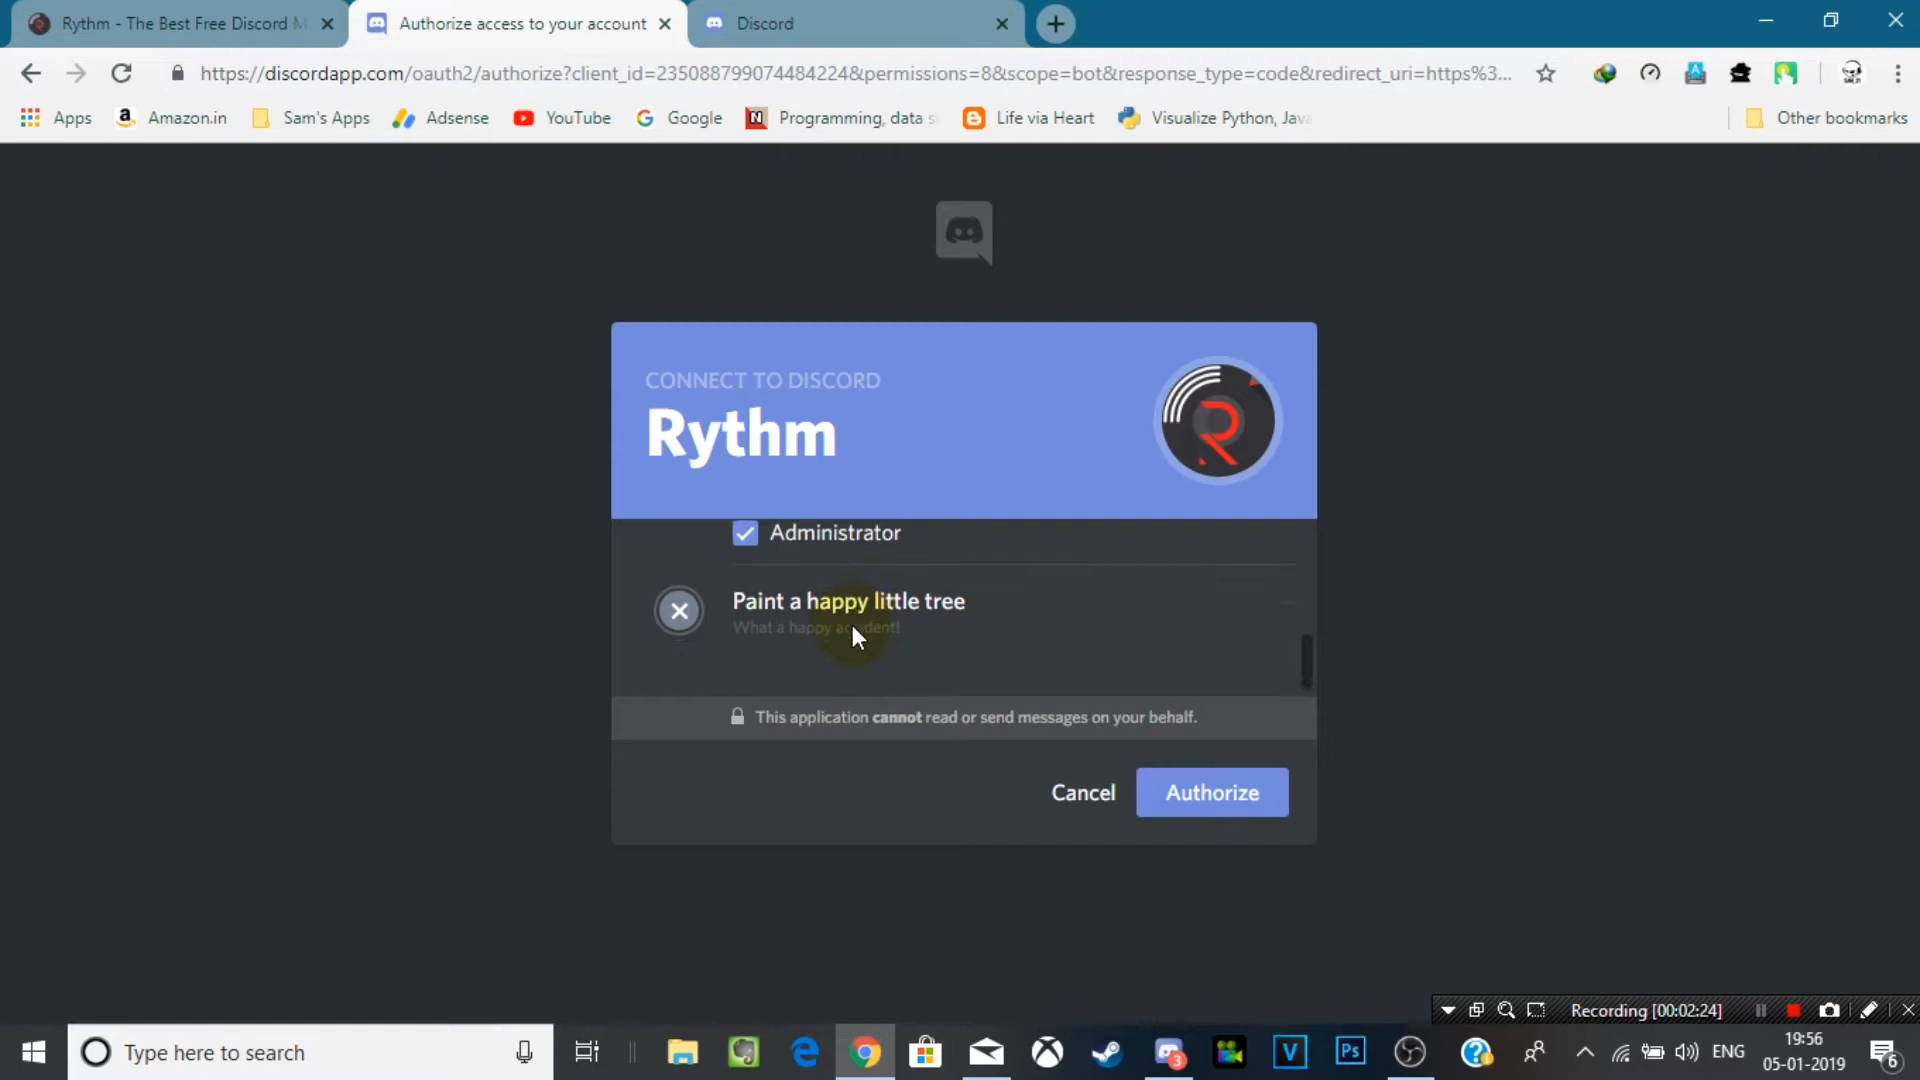 Rythm - The Best Free Discord M
Authorize access to your account
Discord
https://discordapp.com/oauth2/authorize?client_id=235088799074484224&permissions=8&scope=bot&response_type=code&redirect_uri=https%3...
Apps
Amazon.in
Sam's Apps
Adsense
YouTube
Google
Programming, data s
Life via Heart
Visualize Python, Java
Other bookmarks
CONNECT TO DISCORD
Rythm
Administrator
Paint a happy little tree
What a happy accident!
This application cannot read or send messages on your behalf.
Cancel
Authorize
Recording [00:02:24]
Type here to search
ENG
19:56
05-01-2019